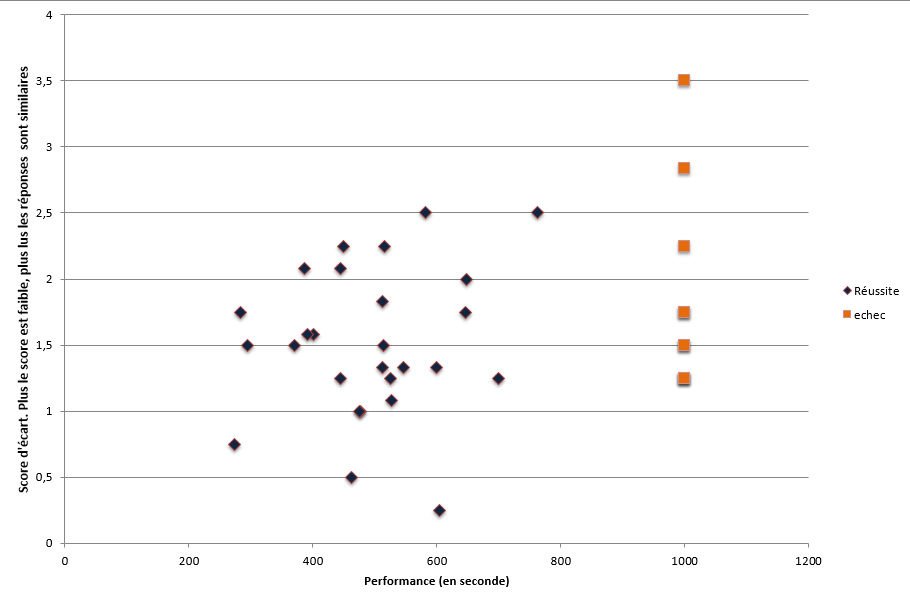 4
3,5
3
2,5
2
1,5
1
0,5
0
0 200 400 600 800 1000 1200
Score d'écart. Plus le score est faible, plus lus les réponses sont similaires
Performance (en seconde)
Réussite
echec